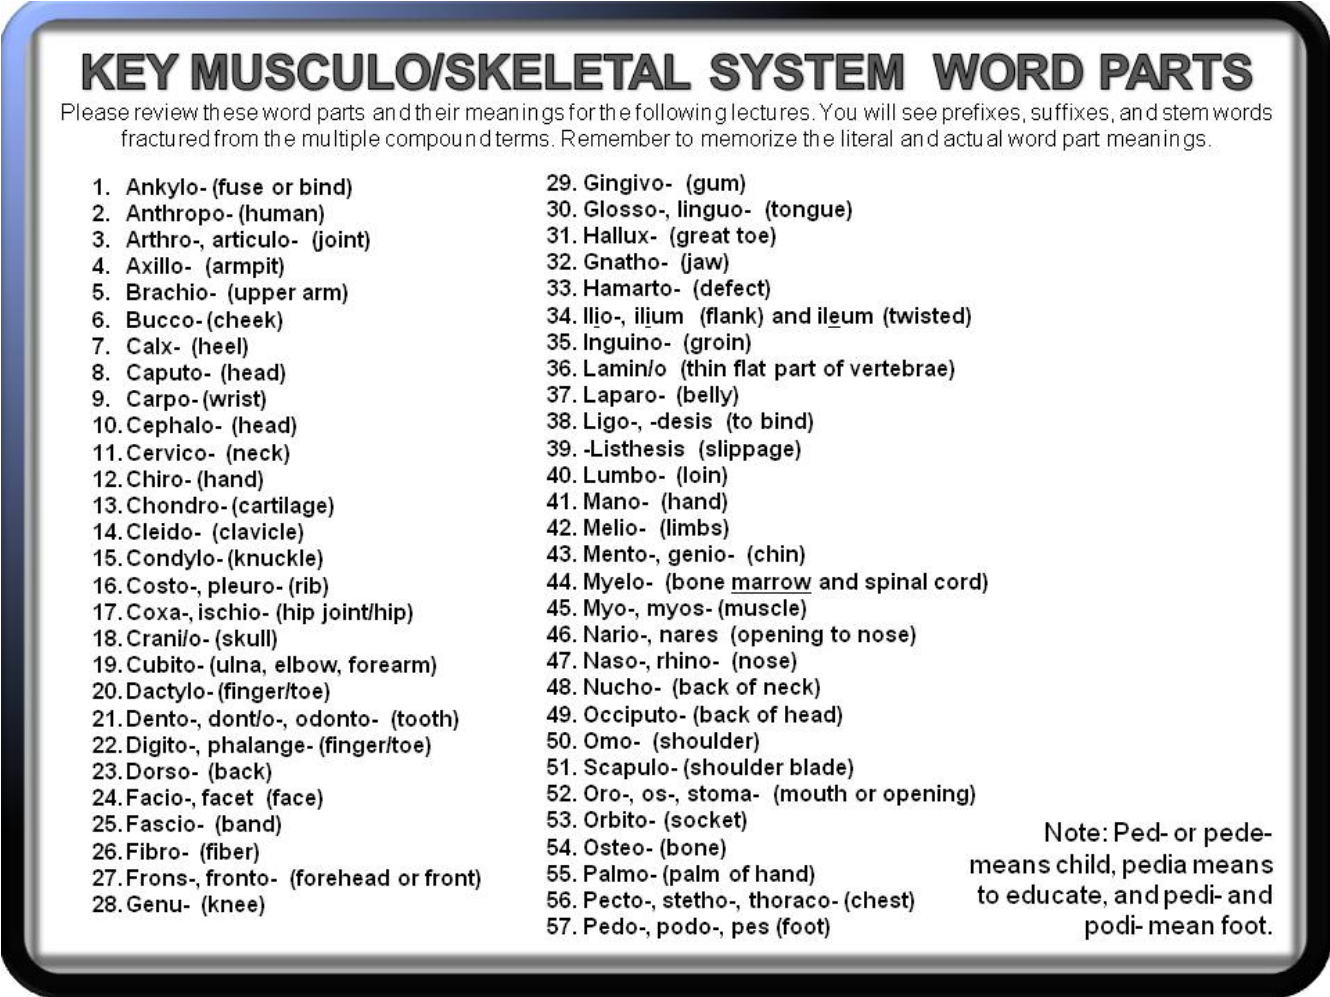 KEY MUSCULO/SKELETAL SYSTEM WORD PARTS
Please review these word parts and their meanings for the following lectures. You will see prefixes, suffixes, and stem words
fractured from the multiple compound terms. Remember to memorize the literal and actual word part meanings.
1. Ankylo- (fuse or bind)
2. Anthropo- (human)
3. Arthro-, articulo- (joint)
4. Axillo- (armpit)
5. Brachio- (upper arm)
6. Bucco- (cheek)
7. Calx- (heel)
8. Caputo- (head)
9. Carpo- (wrist)
10. Cephalo- (head)
11. Cervico- (neck)
12. Chiro- (hand)
13. Chondro- (cartilage)
14. Cleido- (clavicle)
15. Condylo- (knuckle)
16. Costo-, pleuro- (rib)
17. Coxa-, ischio- (hip joint/hip)
18. Crani/o- (skull)
19. Cubito- (ulna, elbow, forearm)
20. Dactylo- (finger/toe)
21. Dento-, dont/o-, odonto- (tooth)
22. Digito-, phalange- (finger/toe)
23. Dorso- (back)
24. Facio-, facet (face)
25. Fascio- (band)
26. Fibro- (fiber)
27. Frons-, fronto- (forehead or front)
28. Genu- (knee)
29. Gingivo- (gum)
30. Glosso-, linguo- (tongue)
31. Hallux- (great toe)
32. Gnatho- (jaw)
33. Hamarto- (defect)
34. Ilio-, ilium (flank) and ileum (twisted)
35. Inguino- (groin)
36. Lamin/o (thin flat part of vertebrae)
37. Laparo- (belly)
38. Ligo-, -desis (to bind)
39. -Listhesis (slippage)
40. Lumbo- (loin)
41. Mano- (hand)
42. Melio- (limbs)
43. Mento-, genio- (chin)
44. Myelo- (bone marrow and spinal cord)
45. Myo-, myos- (muscle)
46. Nario-, nares (opening to nose)
47. Naso-, rhino- (nose)
48. Nucho- (back of neck)
49. Occiputo- (back of head)
50. Omo- (shoulder)
51. Scapulo- (shoulder blade)
52. Oro-, os-, stoma- (mouth or opening)
53. Orbito- (socket)
54. Osteo- (bone)
55. Palmo- (palm of hand)
56. Pecto-, stetho-, thoraco- (chest)
57. Pedo-, podo-, pes (foot)
Note: Ped- or pede-
means child, pedia means
to educate, and pedi- and
podi- mean foot.